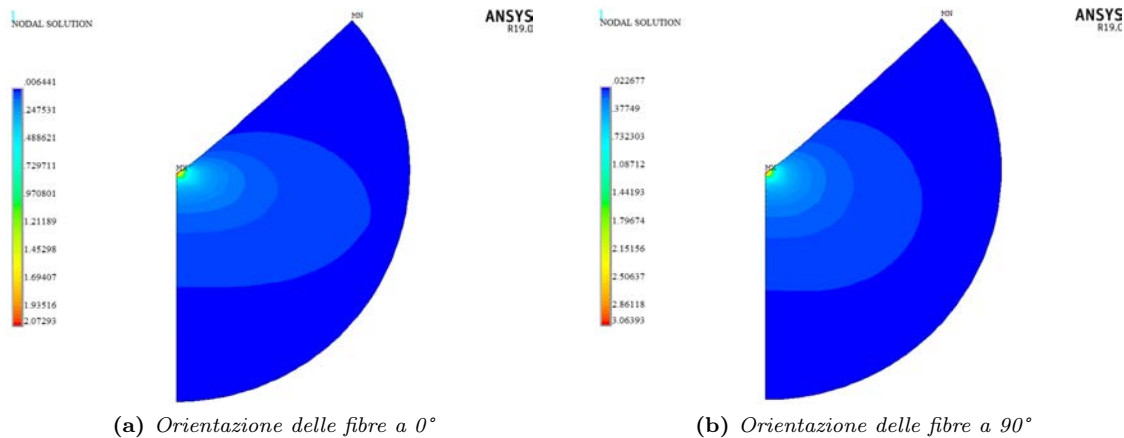 1
NODAL SOLUTION
ANSYS
R19.0
MN
MX
.006441
.247531
.488621
.729711
.970801
1.21189
1.45298
1.69407
1.93516
2.07293
(a) Orientazione delle fibre a 0°
1
NODAL SOLUTION
ANSYS
R19.0
MN
MX
.022677
.37749
.732303
1.08712
1.44193
1.79674
2.15156
2.50637
2.86118
3.06393
(b) Orientazione delle fibre a 90°